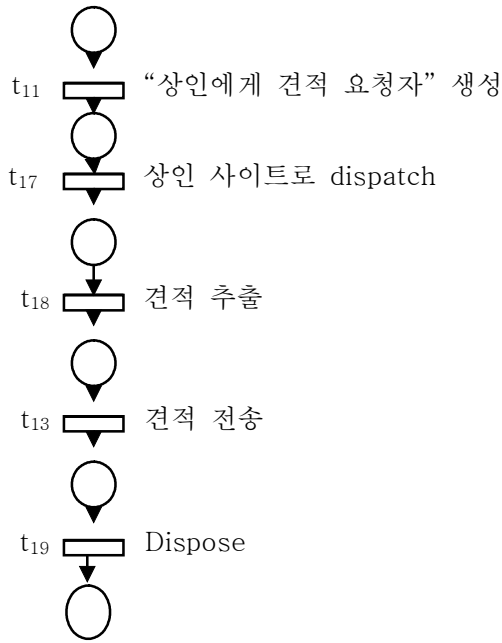 t11 “상인에게 견적 요청자” 생성
t17 상인 사이트로 dispatch
t18 견적 추출
t13 견적 전송
t19 Dispose